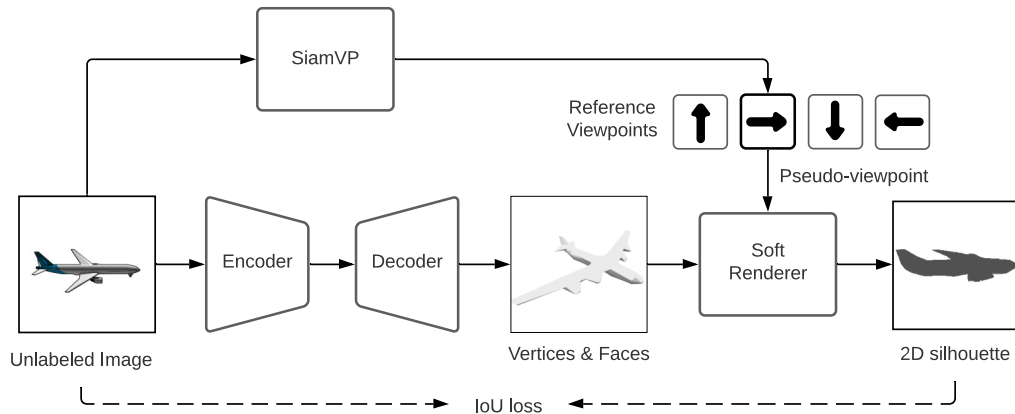 SiamVP
Reference
Viewpoints
Pseudo-viewpoint
Encoder
Decoder
Soft
Renderer
Unlabeled Image
Vertices & Faces
2D silhouette
IoU loss